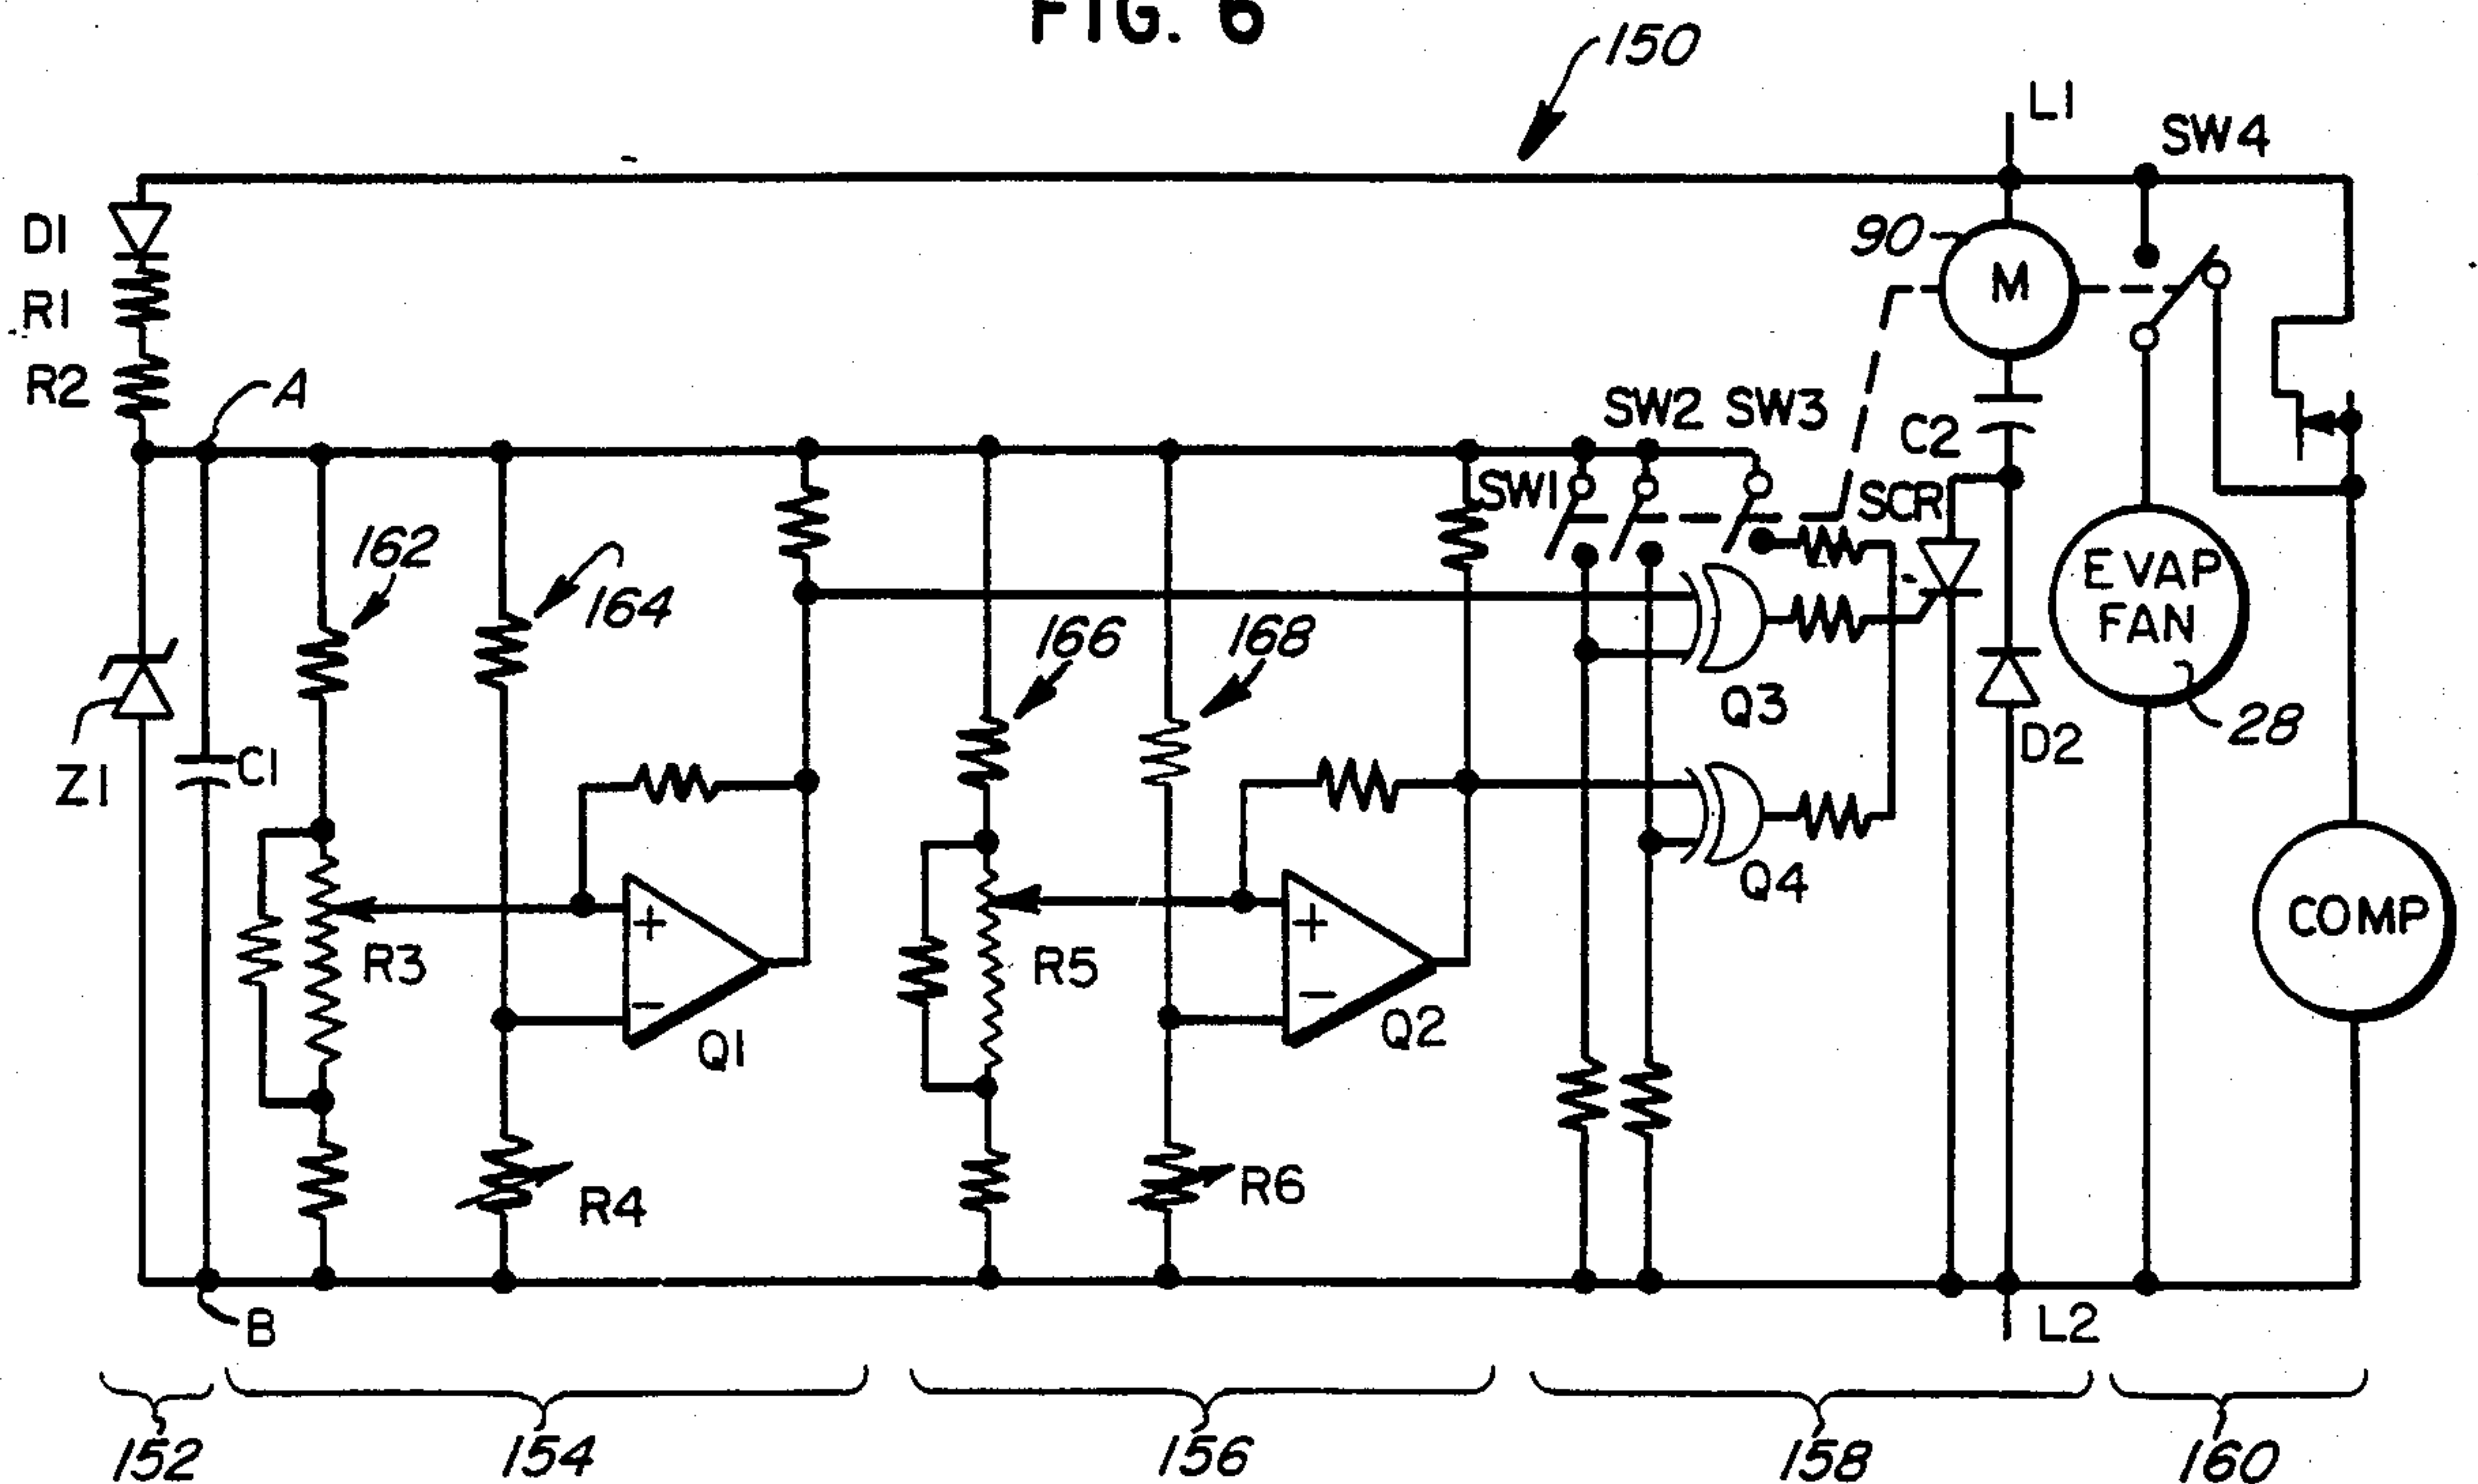 FIG. 6
150
L1
SW4
D1
90
M
R1
R2
A
SW2 SW3
C2
SW1
SCR
162
164
EVAP
FAN
166
168
Q3
28
Z1
C1
D2
+
+
Q4
COMP
R3
R5
−
−
Q1
Q2
R4
R6
B
L2
152
154
156
158
160